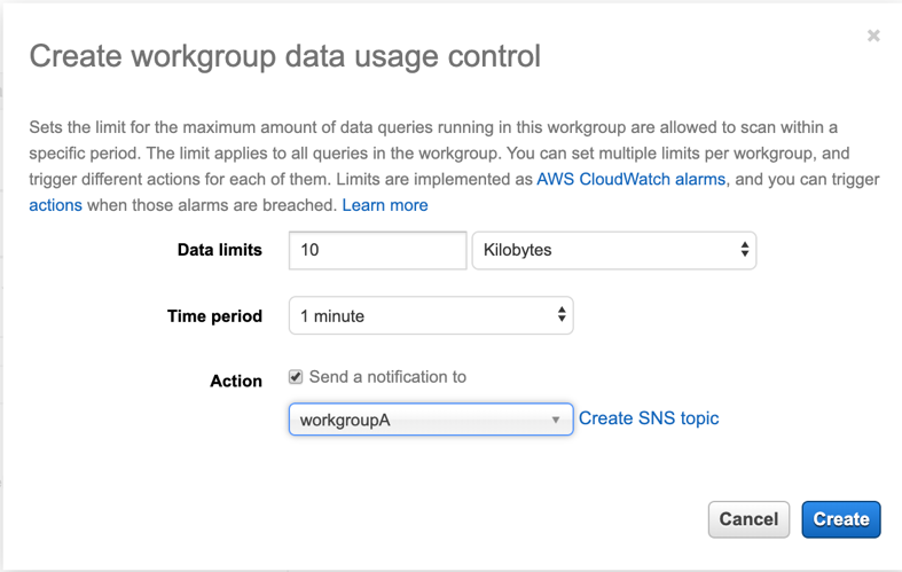 Create workgroup data usage control
Sets the limit for the maximum amount of data queries running in this workgroup are allowed to scan within a
specific period. The limit applies to all queries in the workgroup. You can set multiple limits per workgroup, and
trigger different actions for each of them. Limits are implemented as AWS CloudWatch alarms, and you can trigger
actions when those alarms are breached. Learn more
Data limits 10 Kilobytes
Time period 1 minute
Action Send a notification to
workgroupA Create SNS topic
Cancel Create